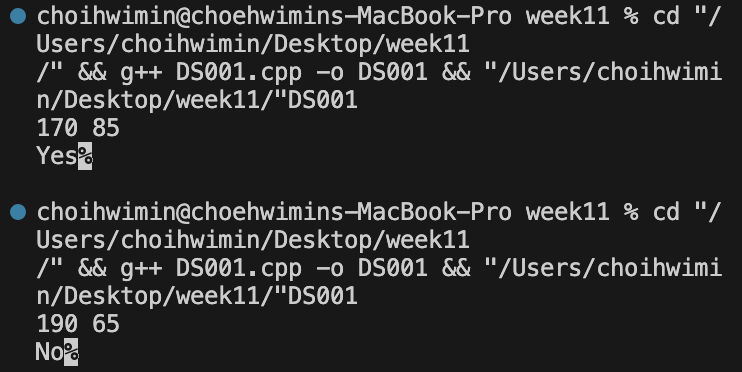 choihwimin@choehwimins-MacBook-Pro week11 % cd "/
Users/choihwimin/Desktop/week11
/" && g++ DS001.cpp -o DS001 && "/Users/choihwimi
n/Desktop/week11/"DS001
170 85
Yes%
choihwimin@choehwimins-MacBook-Pro week11 % cd "/
Users/choihwimin/Desktop/week11
/" && g++ DS001.cpp -o DS001 && "/Users/choihwimi
n/Desktop/week11/"DS001
190 65
No%